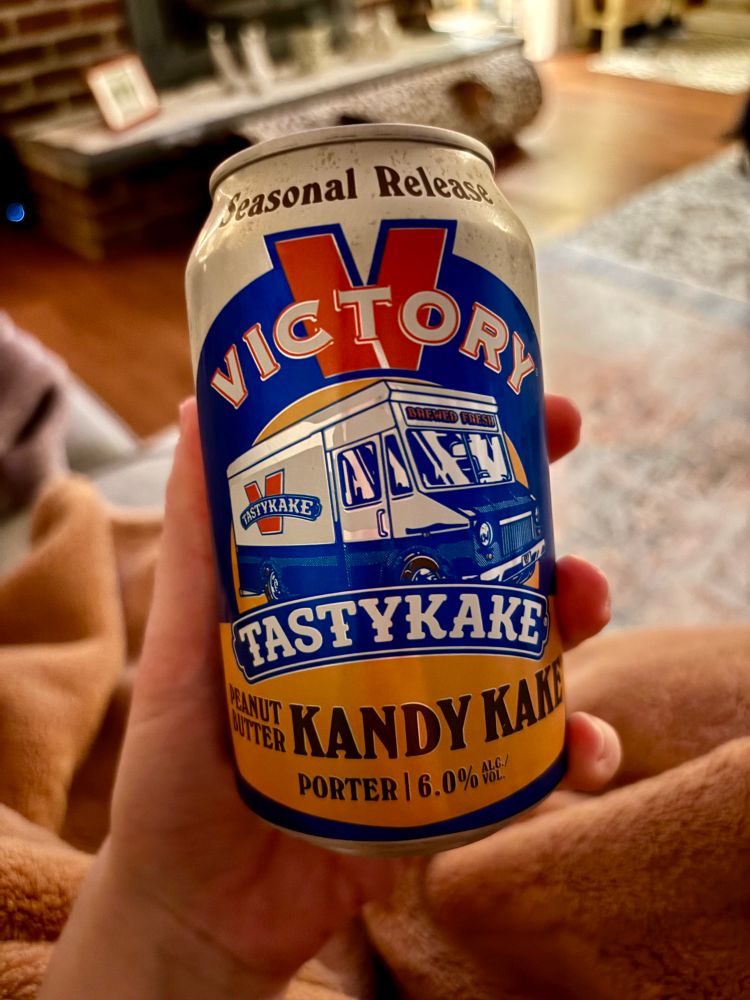 Seasonal Release
V
VICTORY
BREWED FRESH
V
TASTYKAKE
TASTYKAKE
PEANUT
BUTTER
KANDY KAKE
PORTER | 6.0% ALC./
VOL.